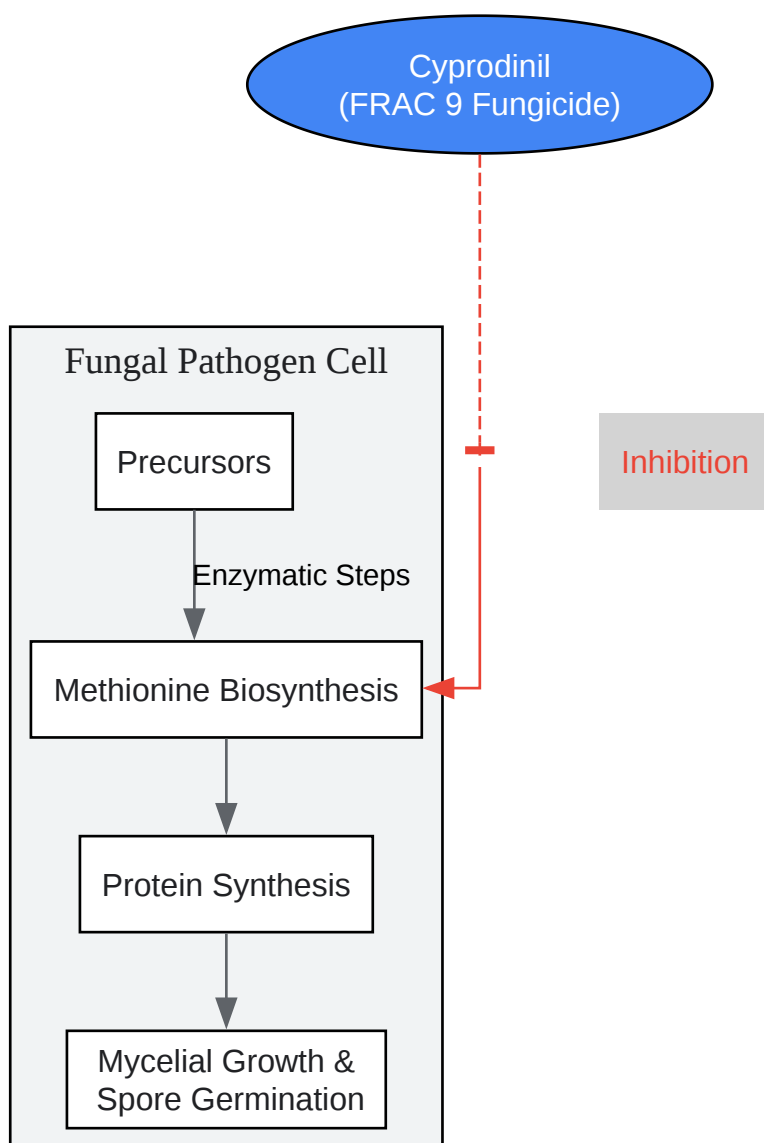 Cyprodinil
(FRAC 9 Fungicide)
Fungal Pathogen Cell
Precursors
Inhibition
Enzymatic Steps
Methionine Biosynthesis
Protein Synthesis
Mycelial Growth &
Spore Germination